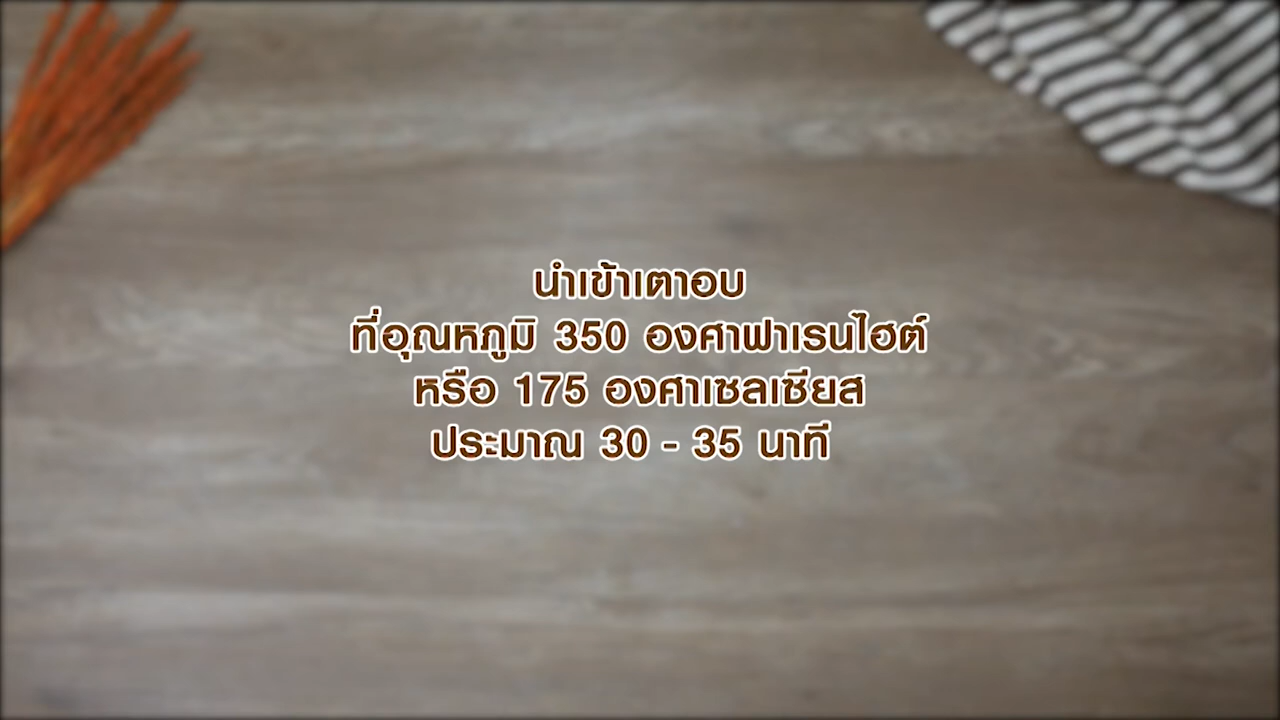 นำเข้าเตาอบ
ที่อุณหภูมิ 350 องศาฟาเรนไฮต์
หรือ 175 องศาเซลเซียส
ประมาณ 30 - 35 นาที